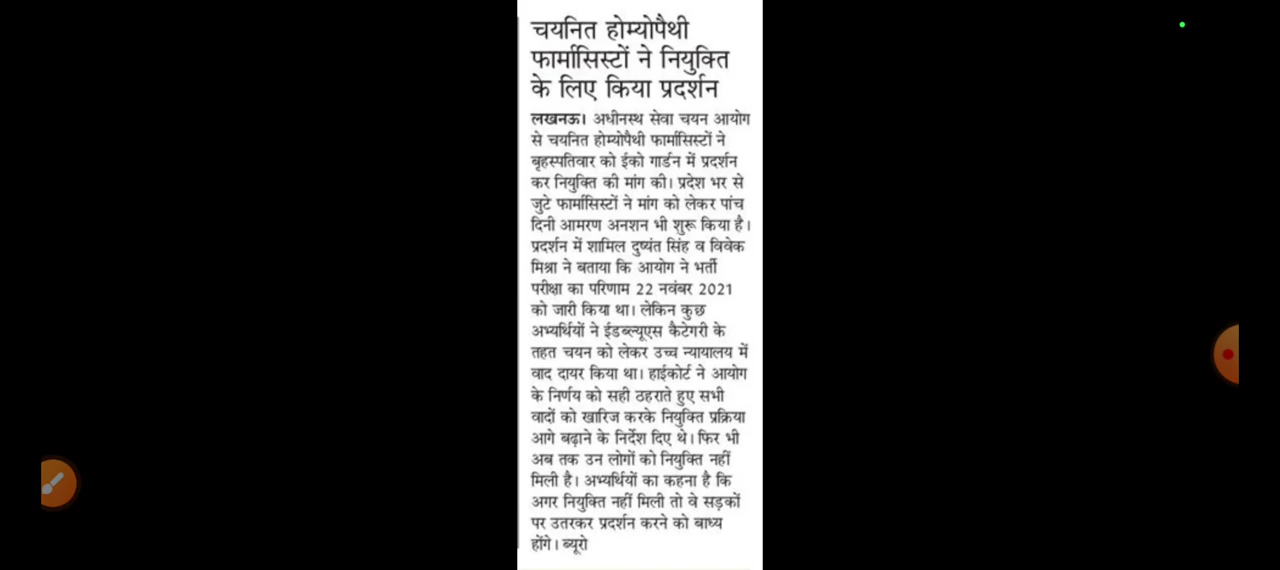 चयनित होम्योपैथी
फार्मासिस्टों ने नियुक्ति
के लिए किया प्रदर्शन
लखनऊ। अधीनस्थ सेवा चयन आयोग
से चयनित होम्योपैथी फार्मासिस्टों ने
बृहस्पतिवार को ईको गार्डन में प्रदर्शन
कर नियुक्ति की मांग की। प्रदेश भर से
जुटे फार्मासिस्टों ने मांग को लेकर पांच
दिनी आमरण अनशन भी शुरू किया है।
प्रदर्शन में शामिल दुष्यंत सिंह व विवेक
मिश्रा ने बताया कि आयोग ने भर्ती
परीक्षा का परिणाम 22 नवंबर 2021
को जारी किया था। लेकिन कुछ
अभ्यर्थियों ने ईडब्ल्यूएस कैटेगरी के
तहत चयन को लेकर उच्च न्यायालय में
वाद दायर किया था। हाईकोर्ट ने आयोग
के निर्णय को सही ठहराते हुए सभी
वादों को खारिज करके नियुक्ति प्रक्रिया
आगे बढ़ाने के निर्देश दिए थे। फिर भी
अब तक उन लोगों को नियुक्ति नहीं
मिली है। अभ्यर्थियों का कहना है कि
अगर नियुक्ति नहीं मिली तो वे सड़कों
पर उतरकर प्रदर्शन करने को बाध्य
होंगे। ब्यूरो